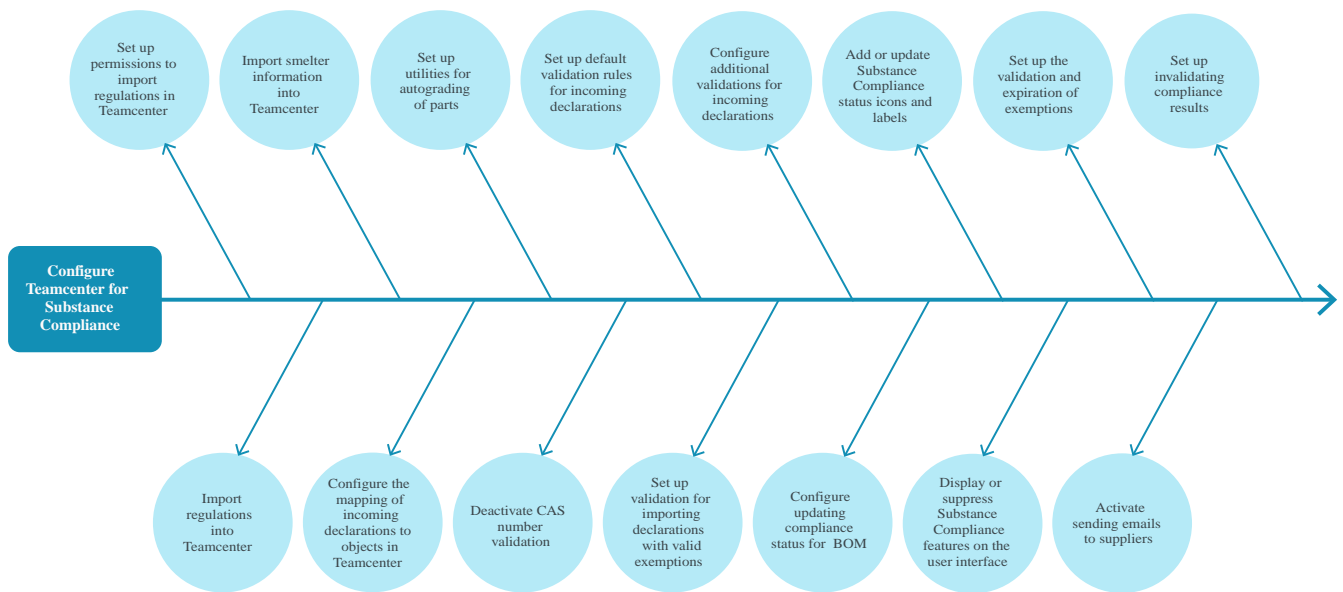 Set up
permissions to
import
regulations in
Teamcenter
Import smelter
information
into
Teamcenter
Set up
utilities for
autograding
of parts
Set up default
validation rules
for incoming
declarations
Configure
additional
validations for
incoming
declarations
Add or update
Substance
Compliance
status icons and
labels
Set up the
validation and
expiration of
exemptions
Set up
invalidating
compliance
results
Configure
Teamcenter for
Substance
Compliance
Import
regulations
into
Teamcenter
Configure the
mapping of
incoming
declarations to
objects in
Teamcenter
Deactivate CAS
number
validation
Set up
validation for
importing
declarations
with valid
exemptions
Configure
updating
compliance
status for BOM
Display or
suppress
Substance
Compliance
features on the
user interface
Activate
sending emails
to suppliers